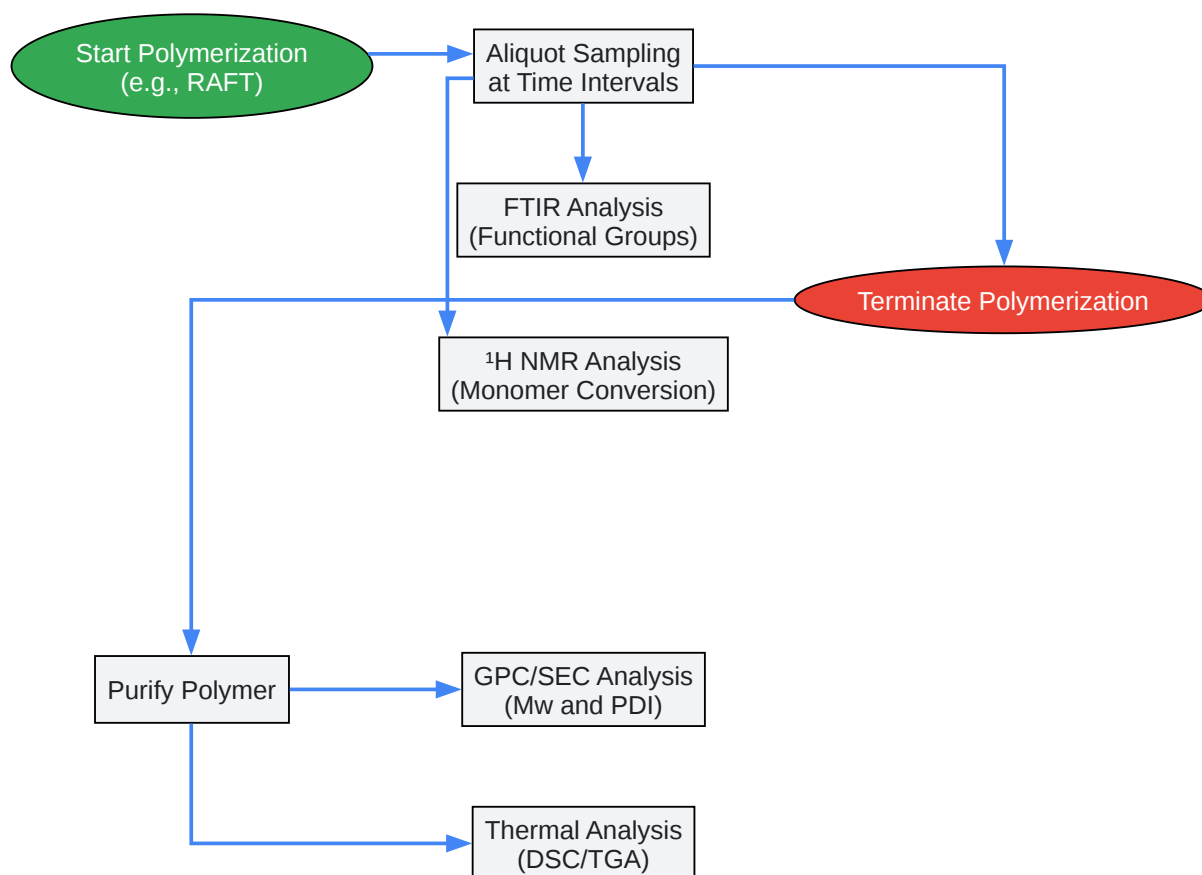 Start Polymerization
(e.g., RAFT)
Aliquot Sampling
at Time Intervals
FTIR Analysis
(Functional Groups)
Terminate Polymerization
¹H NMR Analysis
(Monomer Conversion)
Purify Polymer
GPC/SEC Analysis
(Mw and PDI)
Thermal Analysis
(DSC/TGA)